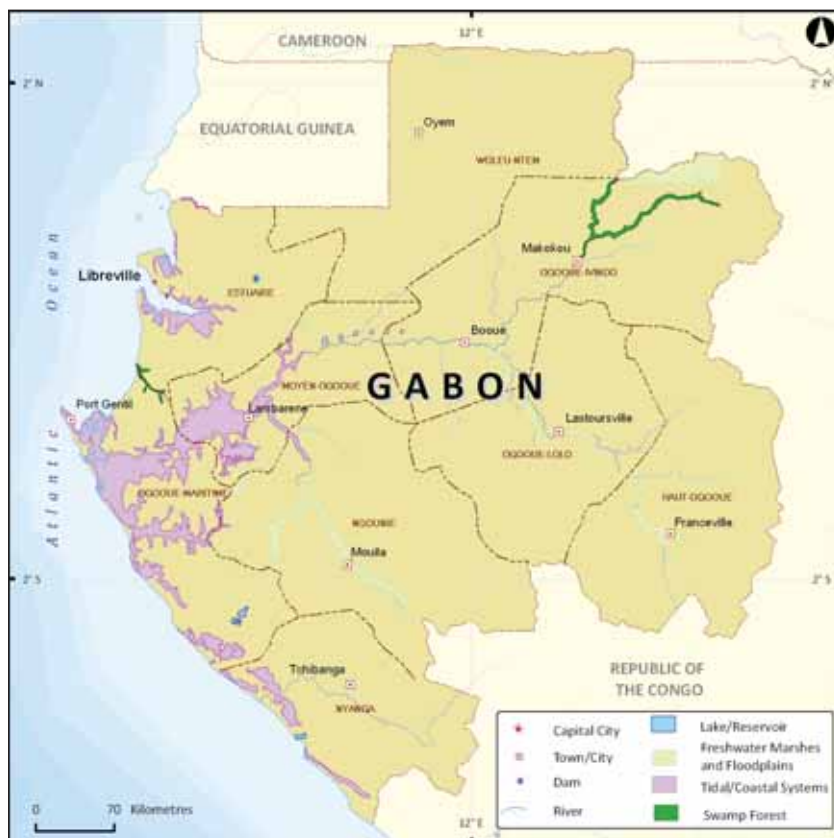 12° E
CAMEROON
2° N
2° N
EQUATORIAL GUINEA
Oyem
WOLEU-NTEM
Makokou
OGOOUE-IVINDO
Libreville
ESTUAIRE
Ocean
Booué
MOYEN-OGOOUE
GABON
Port Gentil
Lambarene
Lastoursville
OGOOUE-LOLO
Atlantic
OGOOUE-MARITIME
HAUT-OGOOUE
NGOUNIE
Franceville
Mouila
2° S
2° S
REPUBLIC OF
THE CONGO
Tchibanga
NYANGA
Capital City
Town/City
Dam
River
Lake/Reservoir
Freshwater Marshes
and Floodplains
Tidal/Coastal Systems
Swamp Forest
0 70 Kilometres
12° E